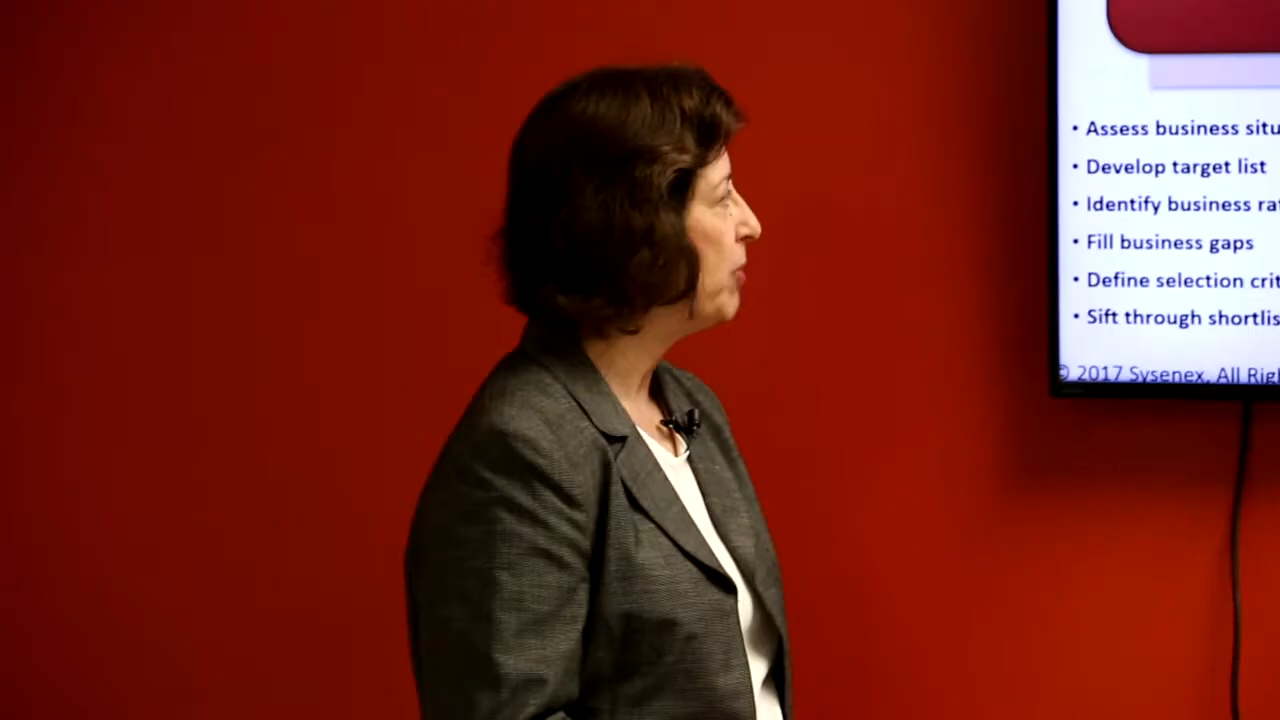 • Assess business situ
• Develop target list
• Identify business ra
• Fill business gaps
• Define selection crit
• Sift through shortlis
© 2017 Sysenex, All Righ